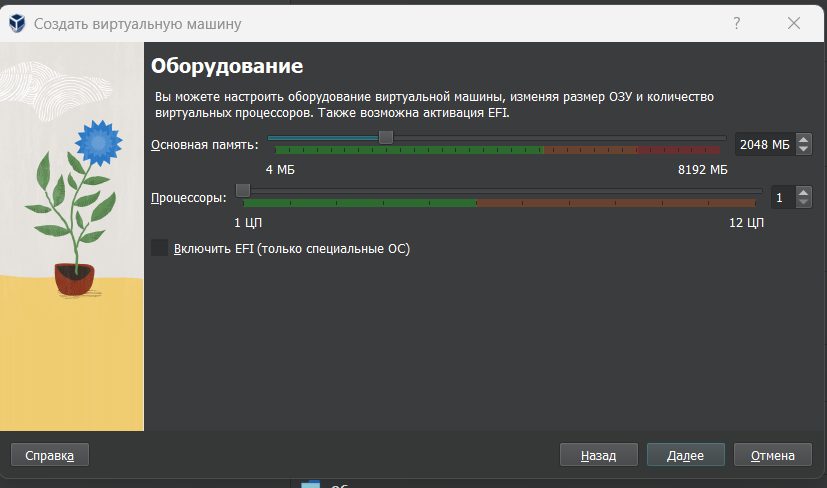 Создать виртуальную машину
?
Оборудование
Вы можете настроить оборудование виртуальной машины, изменяя размер ОЗУ и количество
виртуальных процессоров. Также возможна активация EFI.
Основная память: 2048 МБ
4 МБ 8192 МБ
Процессоры: 1
1 ЦП 12 ЦП
Включить EFI (только специальные ОС)
Справка Назад Далее Отмена